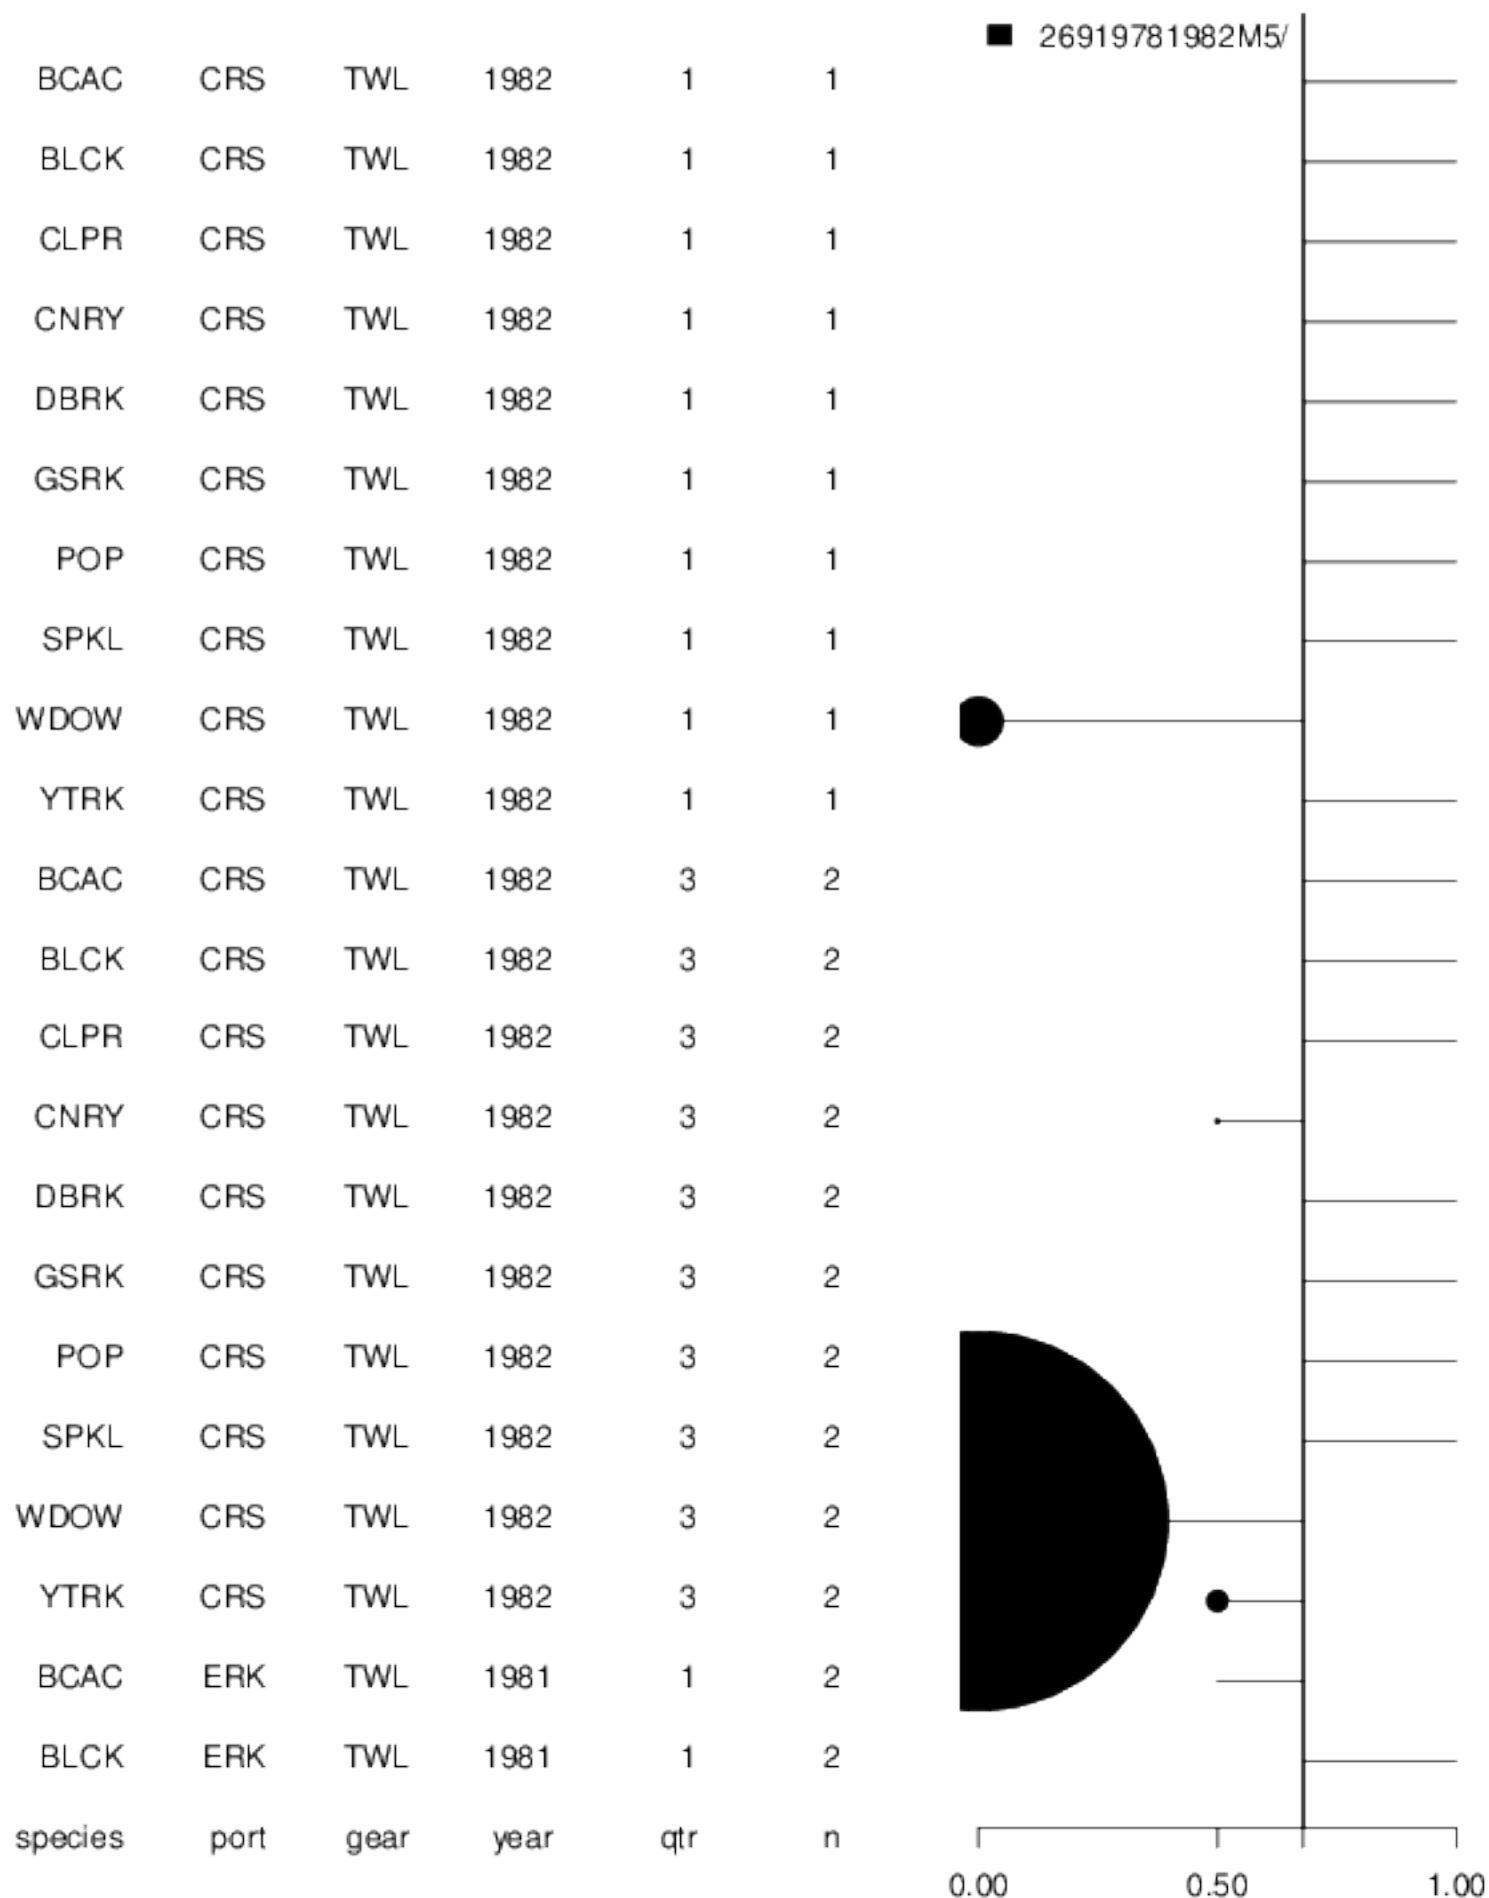 26919781982M5/
BCAC CRS TWL 1982 1 1
BLCK CRS TWL 1982 1 1
CLPR CRS TWL 1982 1 1
CNRY CRS TWL 1982 1 1
DBRK CRS TWL 1982 1 1
GSRK CRS TWL 1982 1 1
POP CRS TWL 1982 1 1
SPKL CRS TWL 1982 1 1
WDOW CRS TWL 1982 1 1
YTRK CRS TWL 1982 1 1
BCAC CRS TWL 1982 3 2
BLCK CRS TWL 1982 3 2
CLPR CRS TWL 1982 3 2
CNRY CRS TWL 1982 3 2
DBRK CRS TWL 1982 3 2
GSRK CRS TWL 1982 3 2
POP CRS TWL 1982 3 2
SPKL CRS TWL 1982 3 2
WDOW CRS TWL 1982 3 2
YTRK CRS TWL 1982 3 2
BCAC ERK TWL 1981 1 2
BLCK ERK TWL 1981 1 2
species port gear year qtr n
0.00 0.50 1.00